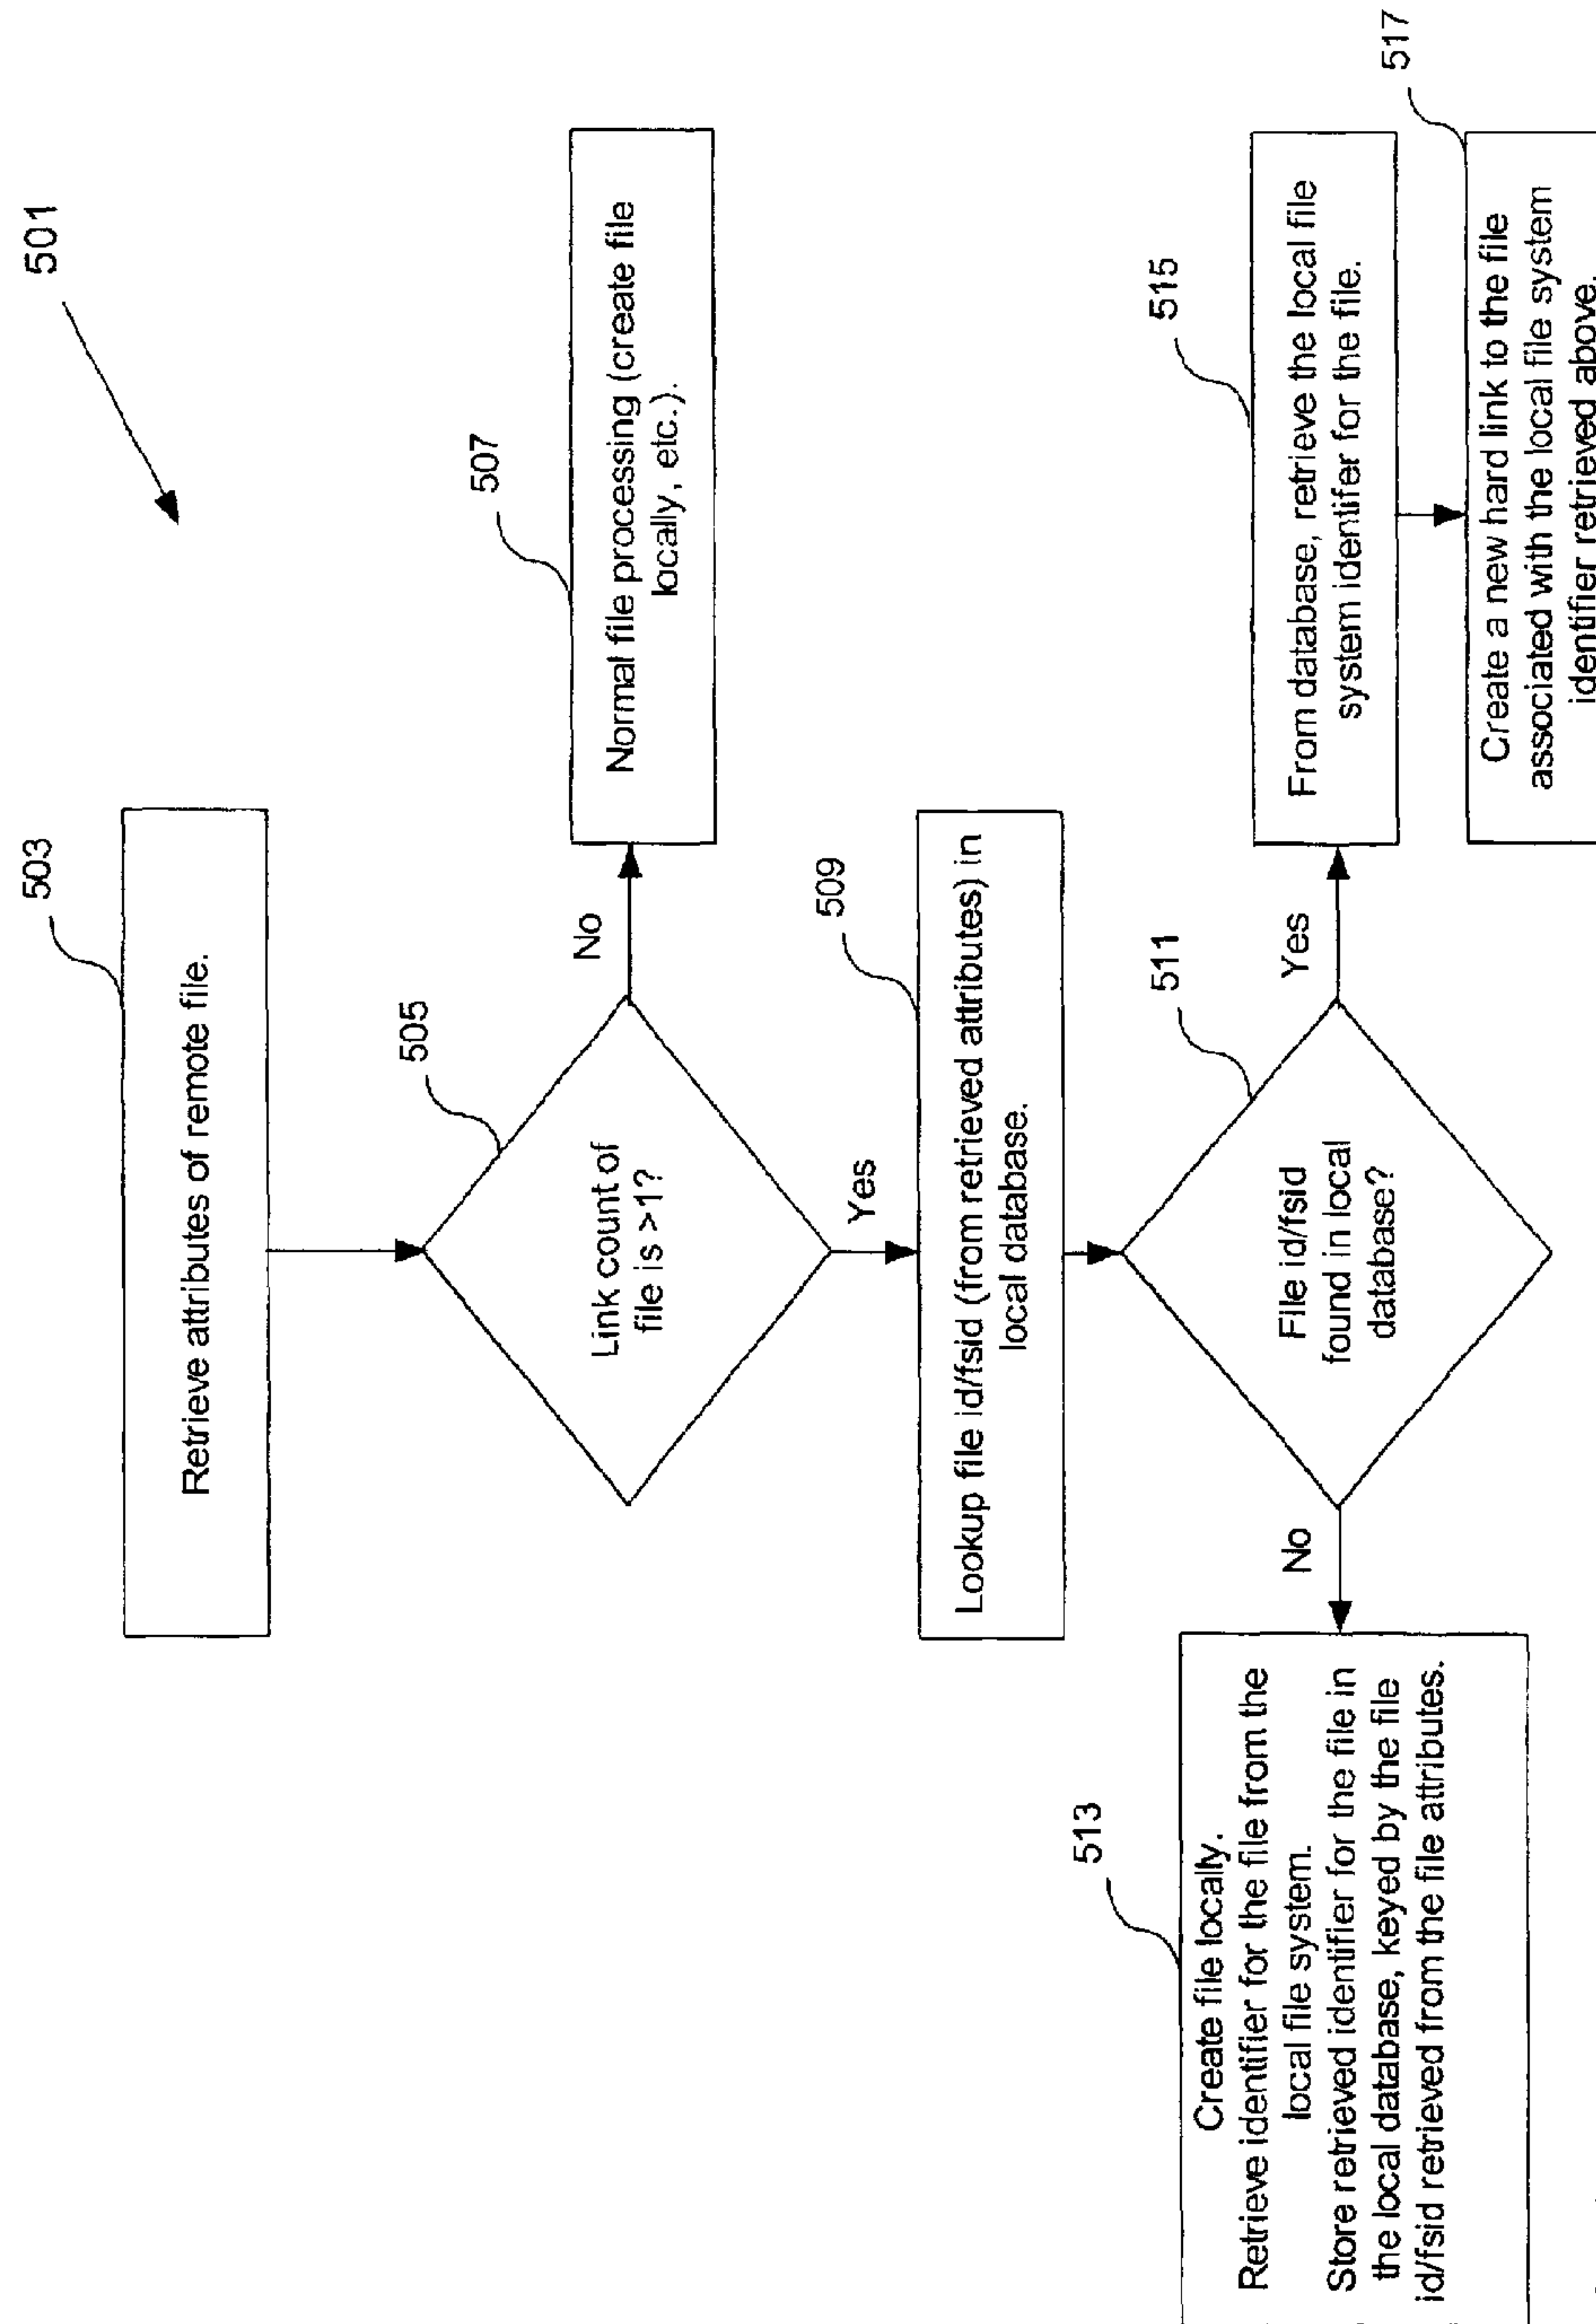 501
503
Retrieve attributes of remote file.
505
Link count of
file is >1?
No
507
Normal file processing (create file
locally, etc.).
Yes
509
Lookup file id/fsid (from retrieved attributes) in
local database.
511
File id/fsid
found in local
database?
No
513
Create file locally.
Retrieve identifier for the file from the
local file system.
Store retrieved identifier for the file in
the local database, keyed by the file
id/fsid retrieved from the file attributes.
Yes
515
From database, retrieve the local file
system identifer for the file.
517
Create a new hard link to the file
associated with the local file system
identifier retrieved above.